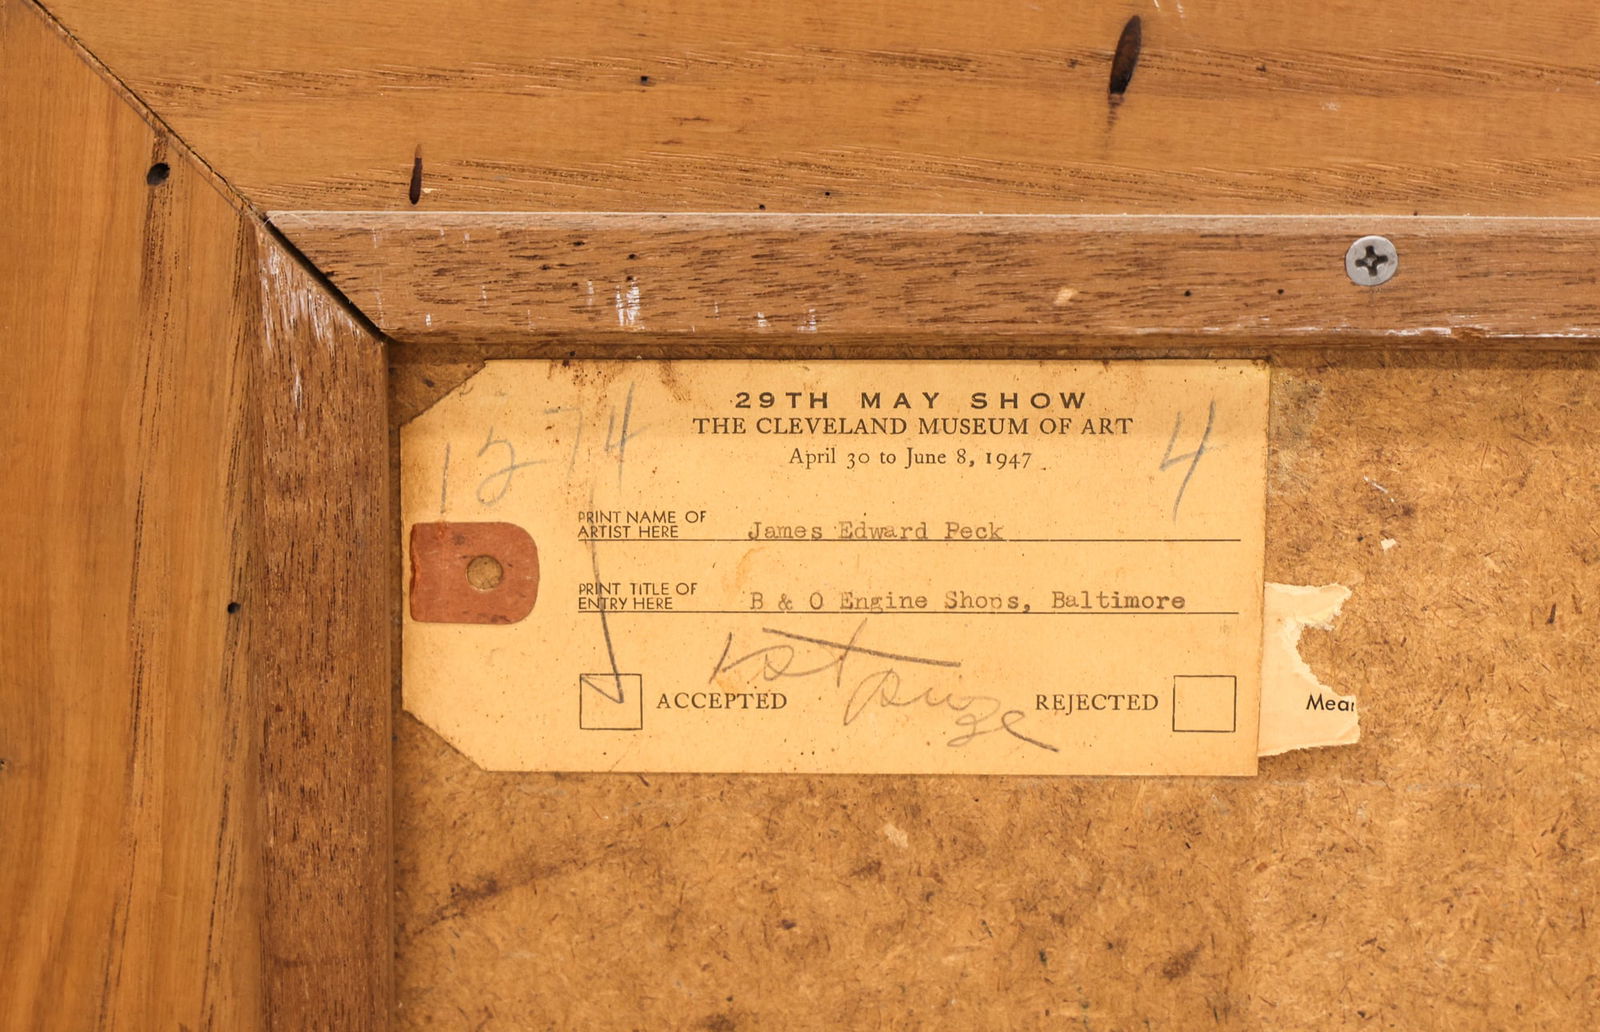 29TH MAY SHOW
THE CLEVELAND MUSEUM OF ART
April 30 to June 8, 1947
1274
4
PRINT NAME OF
ARTIST HERE
James Edward Peck
PRINT TITLE OF
ENTRY HERE
B & O Engine Shops, Baltimore
1st prize
ACCEPTED
REJECTED
Mear